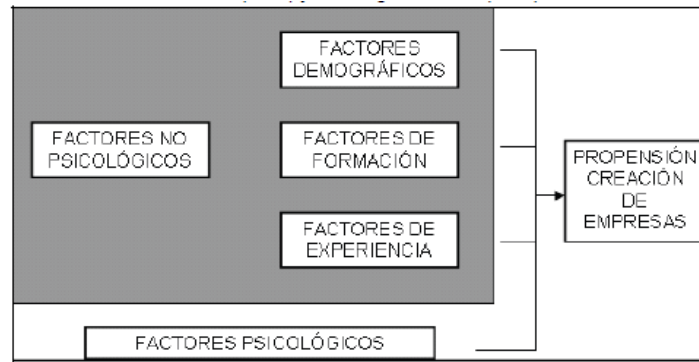 FACTORES
DEMOGRÁFICOS
FACTORES NO
PSICOLÓGICOS
FACTORES DE
FORMACIÓN
FACTORES DE
EXPERIENCIA
PROPENSIÓN
CREACIÓN
DE
EMPRESAS
FACTORES PSICOLÓGICOS